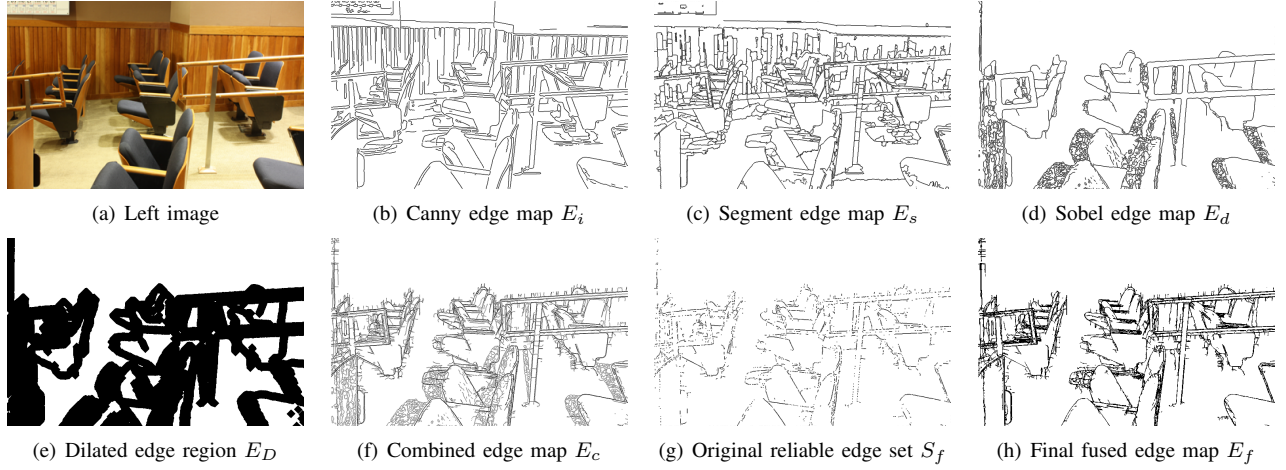 (a) Left image
(b) Canny edge map E_i
(c) Segment edge map E_s
(d) Sobel edge map E_d
(e) Dilated edge region E_D
(f) Combined edge map E_c
(g) Original reliable edge set S_f
(h) Final fused edge map E_f